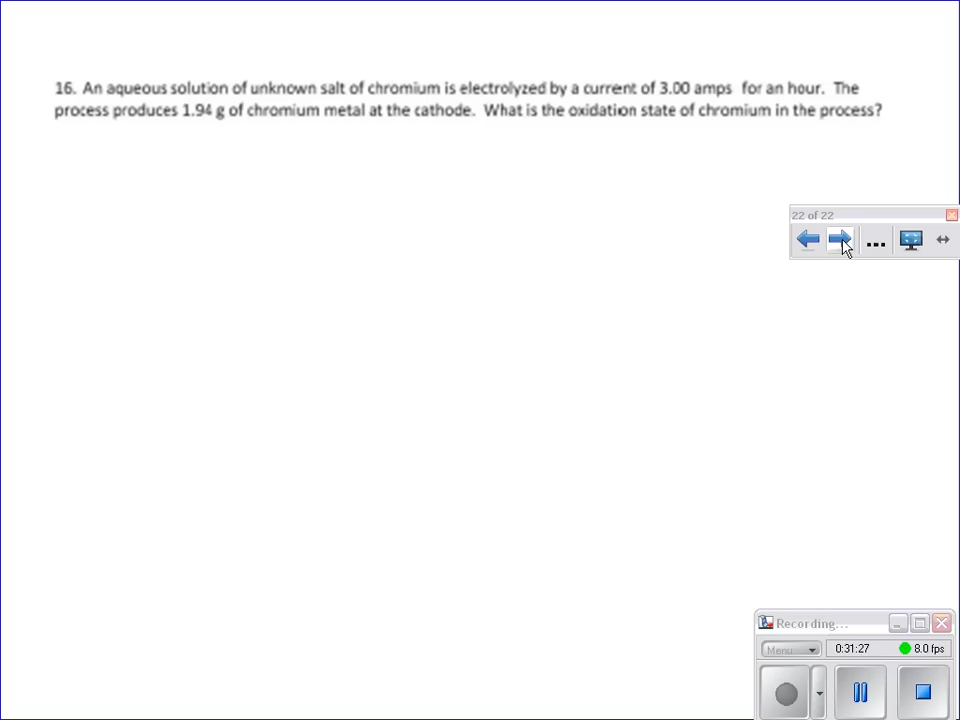 16. An aqueous solution of unknown salt of chromium is electrolyzed by a current of 3.00 amps for an hour. The
process produces 1.94 g of chromium metal at the cathode. What is the oxidation state of chromium in the process?
22 of 22
...
Recording...
Menu
0:31:27
8.0 fps